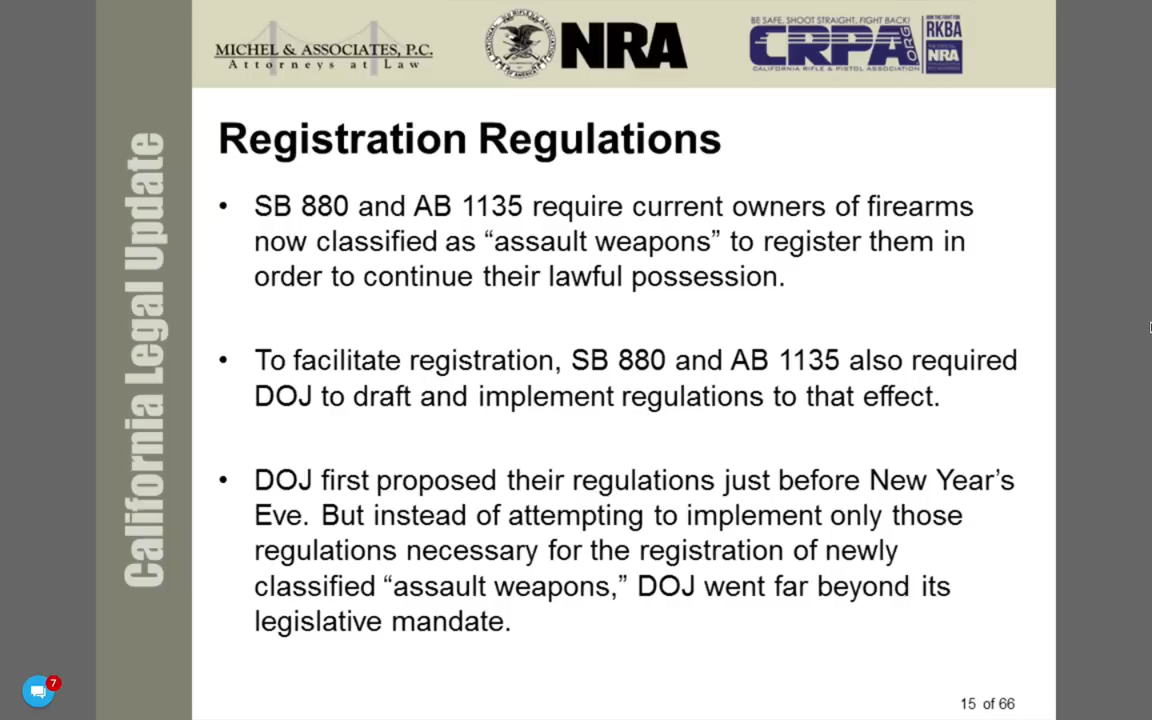 MICHEL & ASSOCIATES, P.C.
Attorneys at Law
NRA
BE SAFE, SHOOT STRAIGHT, FIGHT BACK!
CRPA.ORG
CALIFORNIA RIFLE & PISTOL ASSOCIATION
JOIN THE FIGHT FOR
RKBA
NRA
California Legal Update
Registration Regulations
• SB 880 and AB 1135 require current owners of firearms
now classified as “assault weapons” to register them in
order to continue their lawful possession.
• To facilitate registration, SB 880 and AB 1135 also required
DOJ to draft and implement regulations to that effect.
• DOJ first proposed their regulations just before New Year’s
Eve. But instead of attempting to implement only those
regulations necessary for the registration of newly
classified “assault weapons,” DOJ went far beyond its
legislative mandate.
15 of 66
7